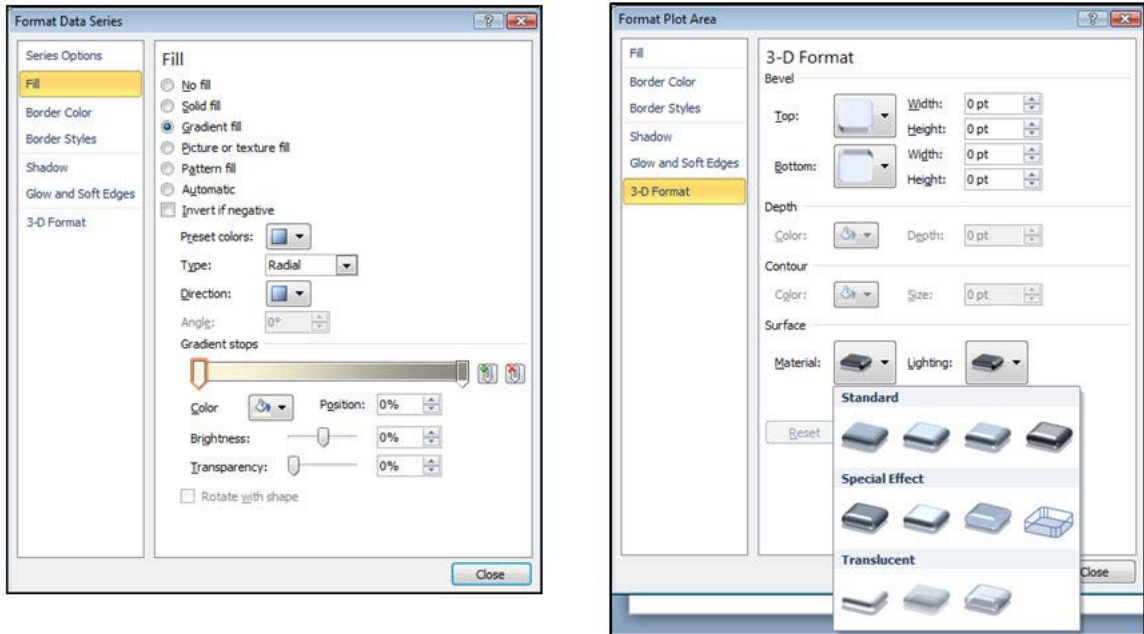 Format Data Series
Series Options
Fill
Border Color
Border Styles
Shadow
Glow and Soft Edges
3-D Format
Fill
No fill
Solid fill
Gradient fill
Picture or texture fill
Pattern fill
Automatic
Invert if negative
Preset colors:
Type: Radial
Direction:
Angle: 0°
Gradient stops
Color Position: 0%
Brightness: 0%
Transparency: 0%
Rotate with shape
Close
Format Plot Area
Fill
Border Color
Border Styles
Shadow
Glow and Soft Edges
3-D Format
3-D Format
Bevel
Top: Width: 0 pt
Height: 0 pt
Bottom: Width: 0 pt
Height: 0 pt
Depth
Color: Depth: 0 pt
Contour
Color: Size: 0 pt
Surface
Material: Lighting:
Reset
Standard
Special Effect
Translucent
Close